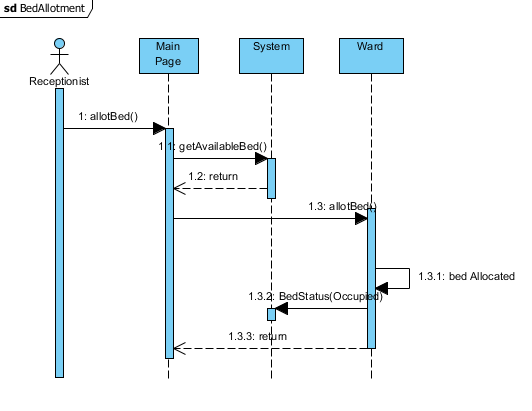 sd BedAllotment
Main
Page
System
Ward
Receptionist
1: allotBed()
1.1: getAvailableBed()
1.2: return
1.3: allotBed()
1.3.1: bed Allocated
1.3.2: BedStatus(Occupied)
1.3.3: return